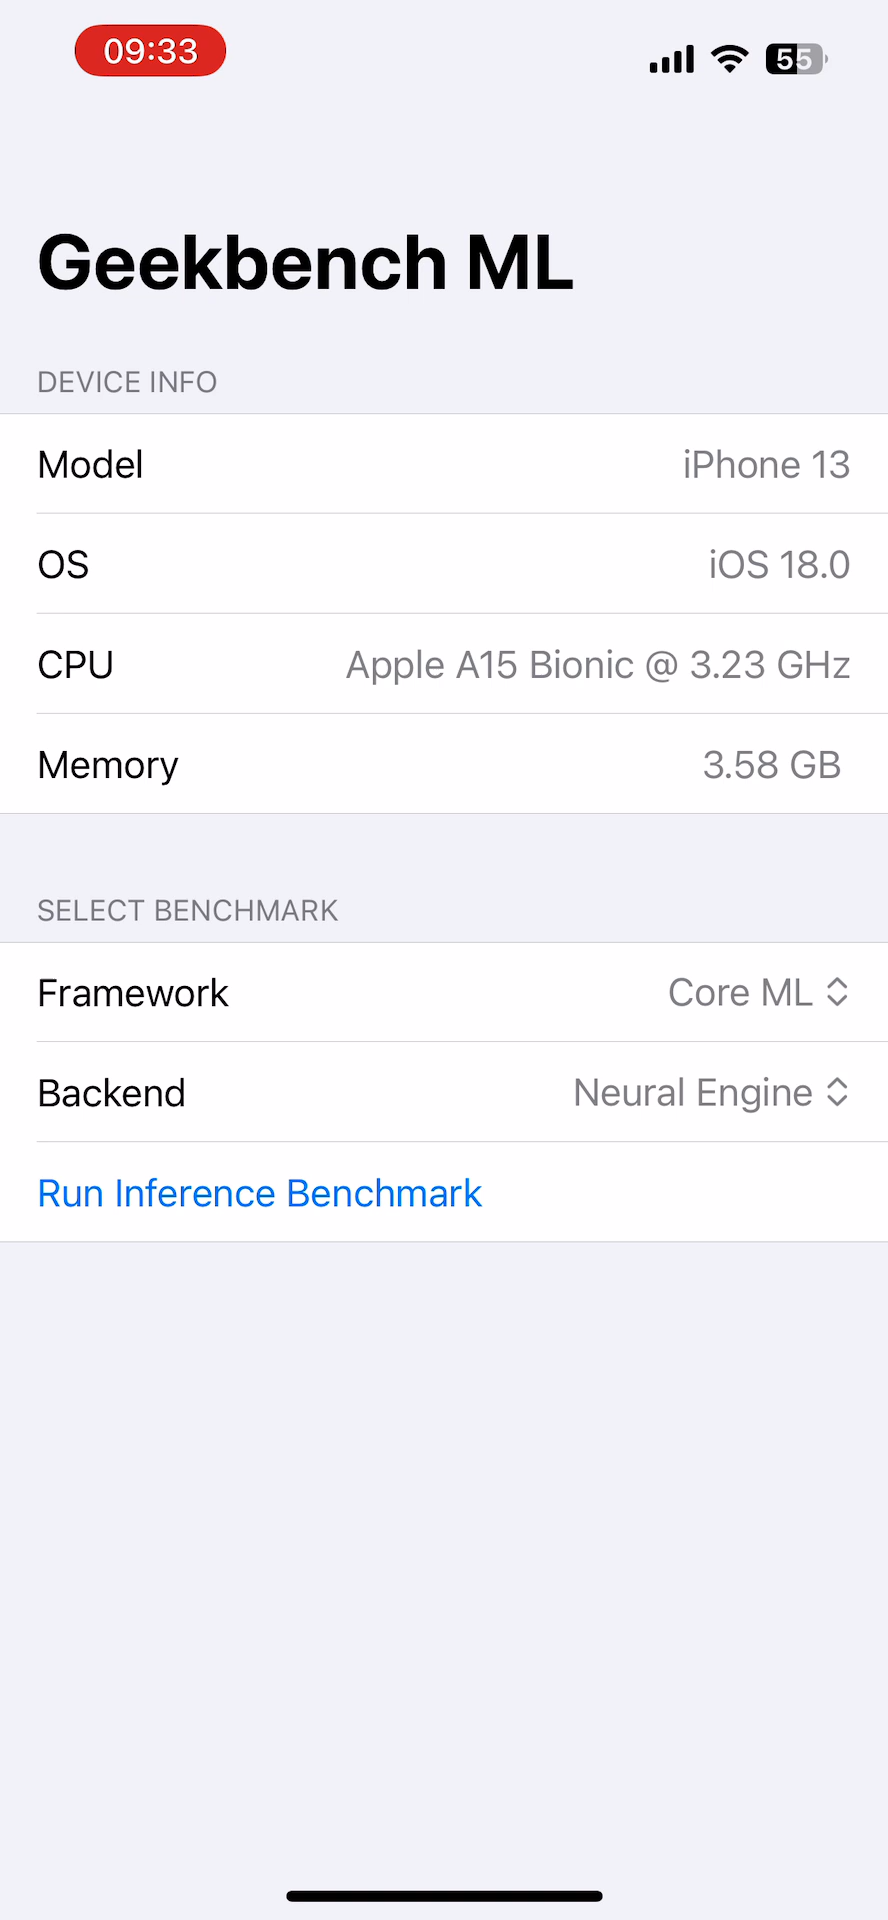 09:33
55
Geekbench ML
DEVICE INFO
Model iPhone 13
OS iOS 18.0
CPU Apple A15 Bionic @ 3.23 GHz
Memory 3.58 GB
SELECT BENCHMARK
Framework Core ML
Backend Neural Engine
Run Inference Benchmark